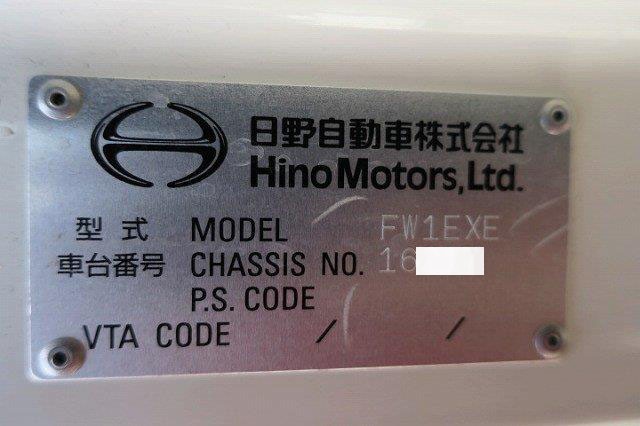 日野自動車株式会社
Hino Motors, Ltd.
型式 MODEL FW1EXE
車台番号 CHASSIS NO. 16
P.S. CODE
VTA CODE / /